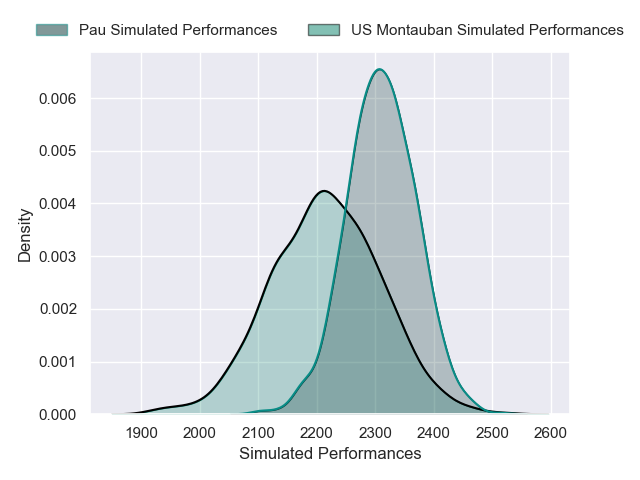 Pau Simulated Performances US Montauban Simulated Performances
0.006
0.005
0.004
0.003
0.002
0.001
0.000
Density
1900 2000 2100 2200 2300 2400 2500 2600
Simulated Performances